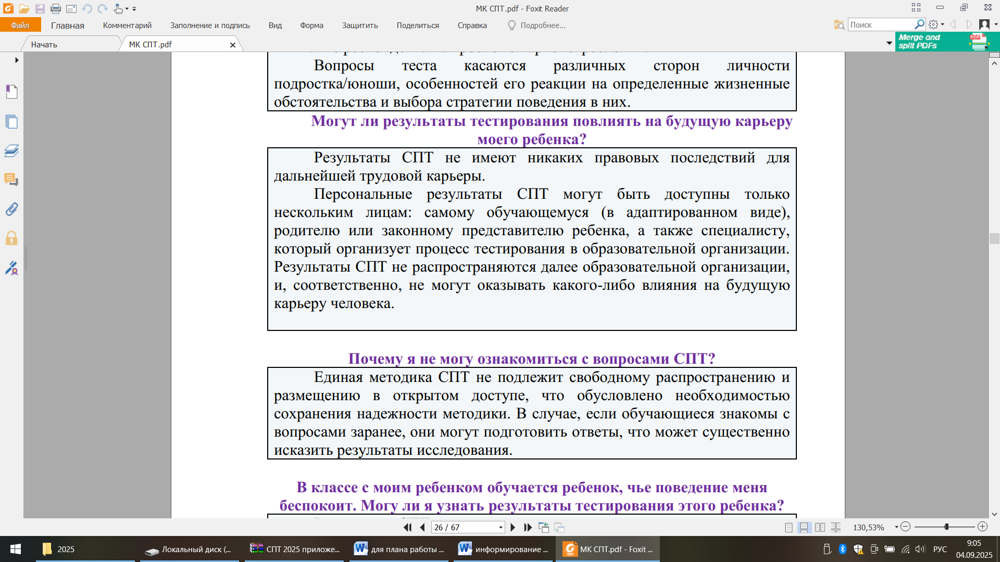 МК СПТ.pdf - Foxit Reader
Файл Главная Комментарий Заполнение и подпись Вид Форма Защитить Поделиться Справка Подробнее... Поиск
Начать МК СПТ.pdf Merge and
split PDFs
Вопросы теста касаются различных сторон личности
подростка/юноши, особенностей его реакции на определенные жизненные
обстоятельства и выбора стратегии поведения в них.
Могут ли результаты тестирования повлиять на будущую карьеру
моего ребенка?
Результаты СПТ не имеют никаких правовых последствий для
дальнейшей трудовой карьеры.
Персональные результаты СПТ могут быть доступны только
нескольким лицам: самому обучающемуся (в адаптированном виде),
родителю или законному представителю ребенка, а также специалисту,
который организует процесс тестирования в образовательной организации.
Результаты СПТ не распространяются далее образовательной организации,
и, соответственно, не могут оказывать какого-либо влияния на будущую
карьеру человека.
Почему я не могу ознакомиться с вопросами СПТ?
Единая методика СПТ не подлежит свободному распространению и
размещению в открытом доступе, что обусловлено необходимостью
сохранения надежности методики. В случае, если обучающиеся знакомы с
вопросами заранее, они могут подготовить ответы, что может существенно
исказить результаты исследования.
В классе с моим ребенком обучается ребенок, чье поведение меня
беспокоит. Могу ли я узнать результаты тестирования этого ребенка?
26 / 67 130,53%
2025 Локальный диск (... СПТ 2025 приложе... для плана работы ... информирование ... МК СПТ.pdf - Foxit ... РУС 9:05
04.09.2025